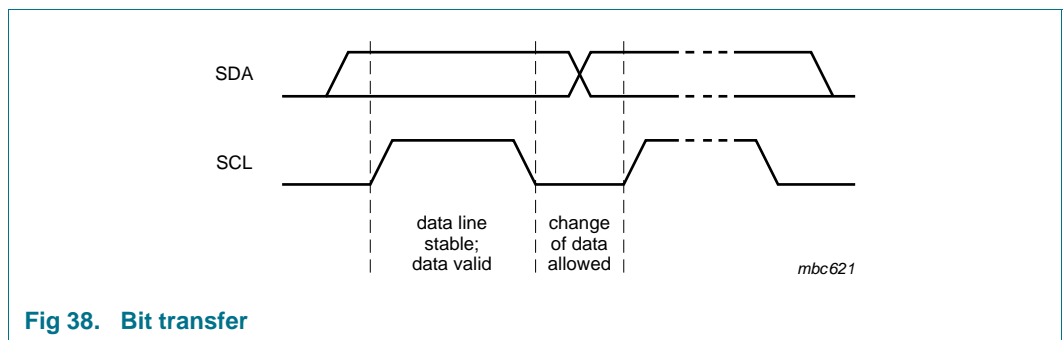 SDA
SCL
data line
stable;
data valid
change
of data
allowed
mbc621
Fig 38. Bit transfer